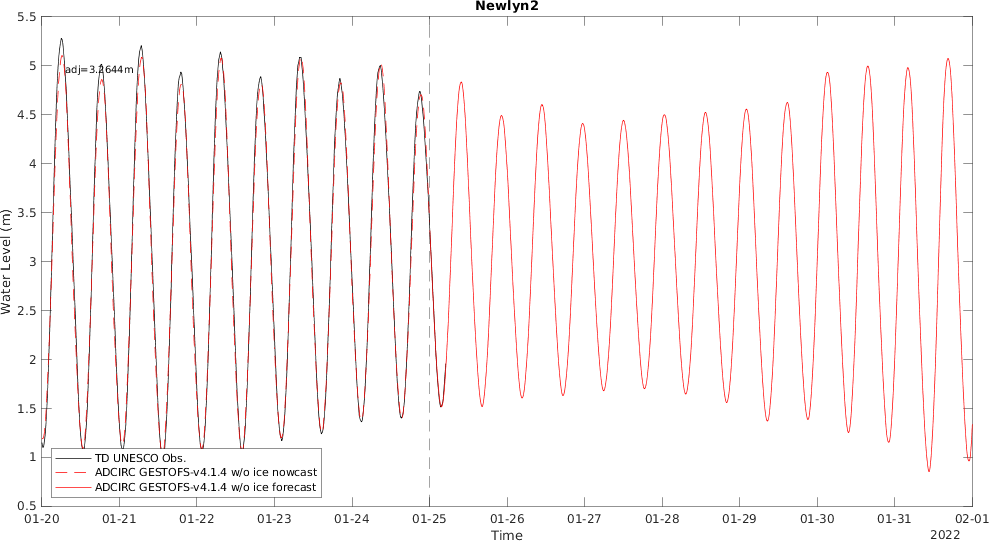 Newlyn2
5.5
5
4.5
4
3.5
3
2.5
2
1.5
1
0.5
Water Level (m)
adj=3.2644m
TD UNESCO Obs.
ADCIRC GESTOFS-v4.1.4 w/o ice nowcast
ADCIRC GESTOFS-v4.1.4 w/o ice forecast
01-20 01-21 01-22 01-23 01-24 01-25 01-26 01-27 01-28 01-29 01-30 01-31 02-01
Time
2022